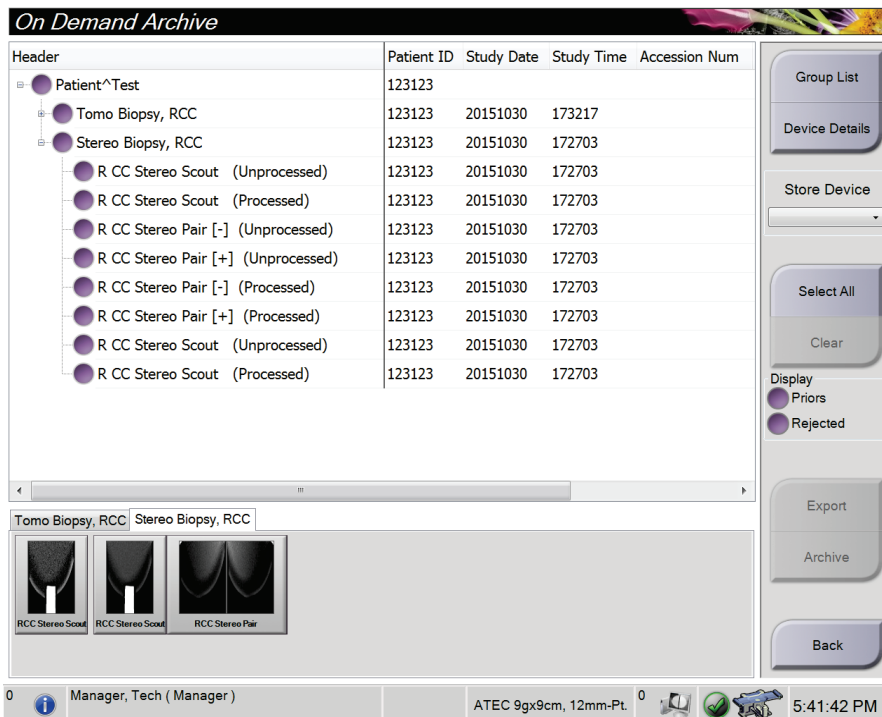 On Demand Archive
Header Patient ID Study Date Study Time Accession Num
Patient^Test 123123
Tomo Biopsy, RCC 123123 20151030 173217
Stereo Biopsy, RCC 123123 20151030 172703
R CC Stereo Scout (Unprocessed) 123123 20151030 172703
R CC Stereo Scout (Processed) 123123 20151030 172703
R CC Stereo Pair [-] (Unprocessed) 123123 20151030 172703
R CC Stereo Pair [+] (Unprocessed) 123123 20151030 172703
R CC Stereo Pair [-] (Processed) 123123 20151030 172703
R CC Stereo Pair [+] (Processed) 123123 20151030 172703
R CC Stereo Scout (Unprocessed) 123123 20151030 172703
R CC Stereo Scout (Processed) 123123 20151030 172703
Group List
Device Details
Store Device
Select All
Clear
Display
Priors
Rejected
Export
Archive
Back
Tomo Biopsy, RCC Stereo Biopsy, RCC
RCC Stereo Scout RCC Stereo Scout RCC Stereo Pair
0 Manager, Tech ( Manager ) ATEC 9gx9cm, 12mm-Pt. 0 5:41:42 PM